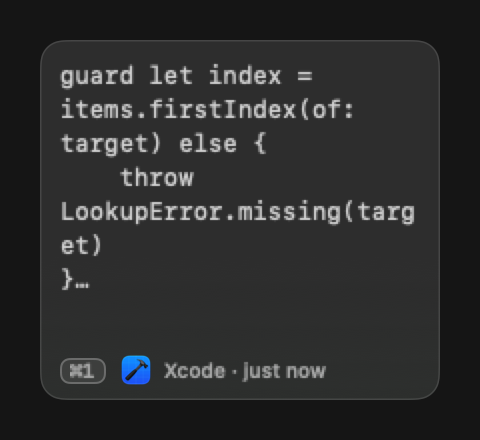 guard let index =
items.firstIndex(of:
target) else {
    throw
LookupError.missing(targ
et)
}…
⌘1 Xcode · just now